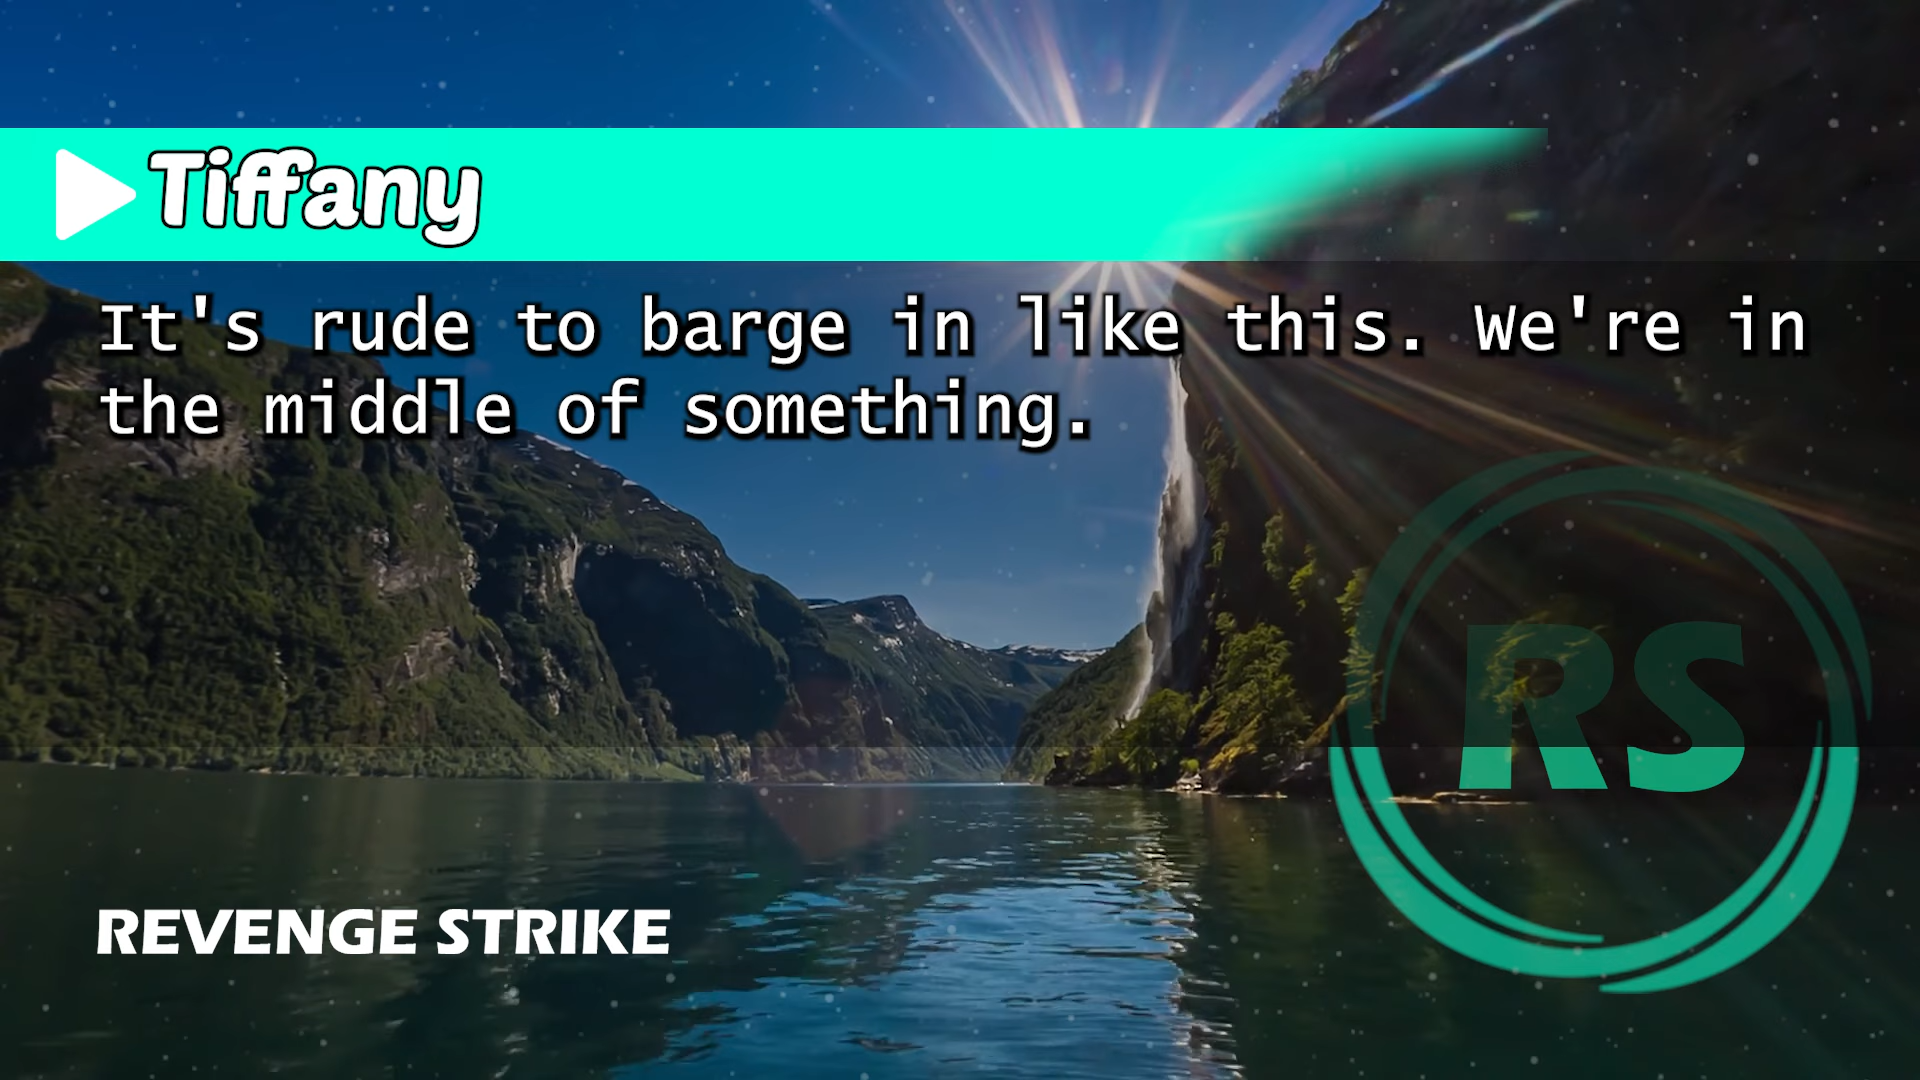 Tiffany
It's rude to barge in like this. We're in
the middle of something.
RS
REVENGE STRIKE